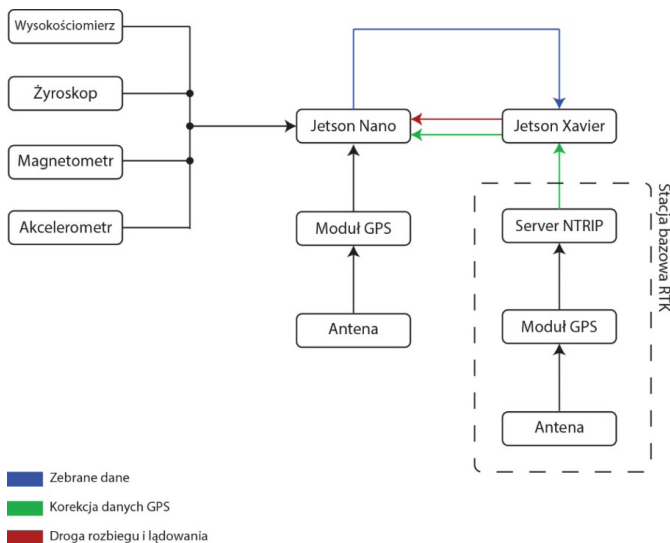 Wysokościomierz
Żyroskop
Magnetometr
Akcelerometr
Jetson Nano
Jetson Xavier
Moduł GPS
Antena
Server NTRIP
Moduł GPS
Antena
Stacja bazowa RTK
Zebrane dane
Korekcja danych GPS
Droga rozbiegu i lądowania